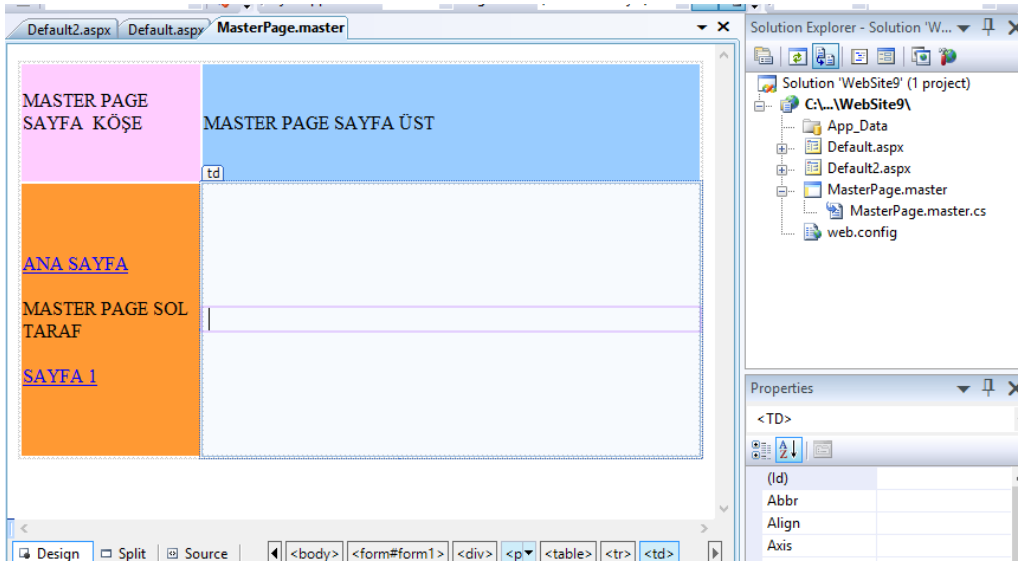 Default2.aspx Default.aspx MasterPage.master
MASTER PAGE
SAYFA KÖŞE
MASTER PAGE SAYFA ÜST
td
ANA SAYFA
MASTER PAGE SOL
TARAF
SAYFA 1
Design Split Source
<body> <form#form1> <div> <p <table> <tr> <td>
Solution Explorer - Solution 'W...
Solution 'WebSite9' (1 project)
C:\...\WebSite9\
App_Data
Default.aspx
Default2.aspx
MasterPage.master
MasterPage.master.cs
web.config
Properties
<TD>
(Id)
Abbr
Align
Axis